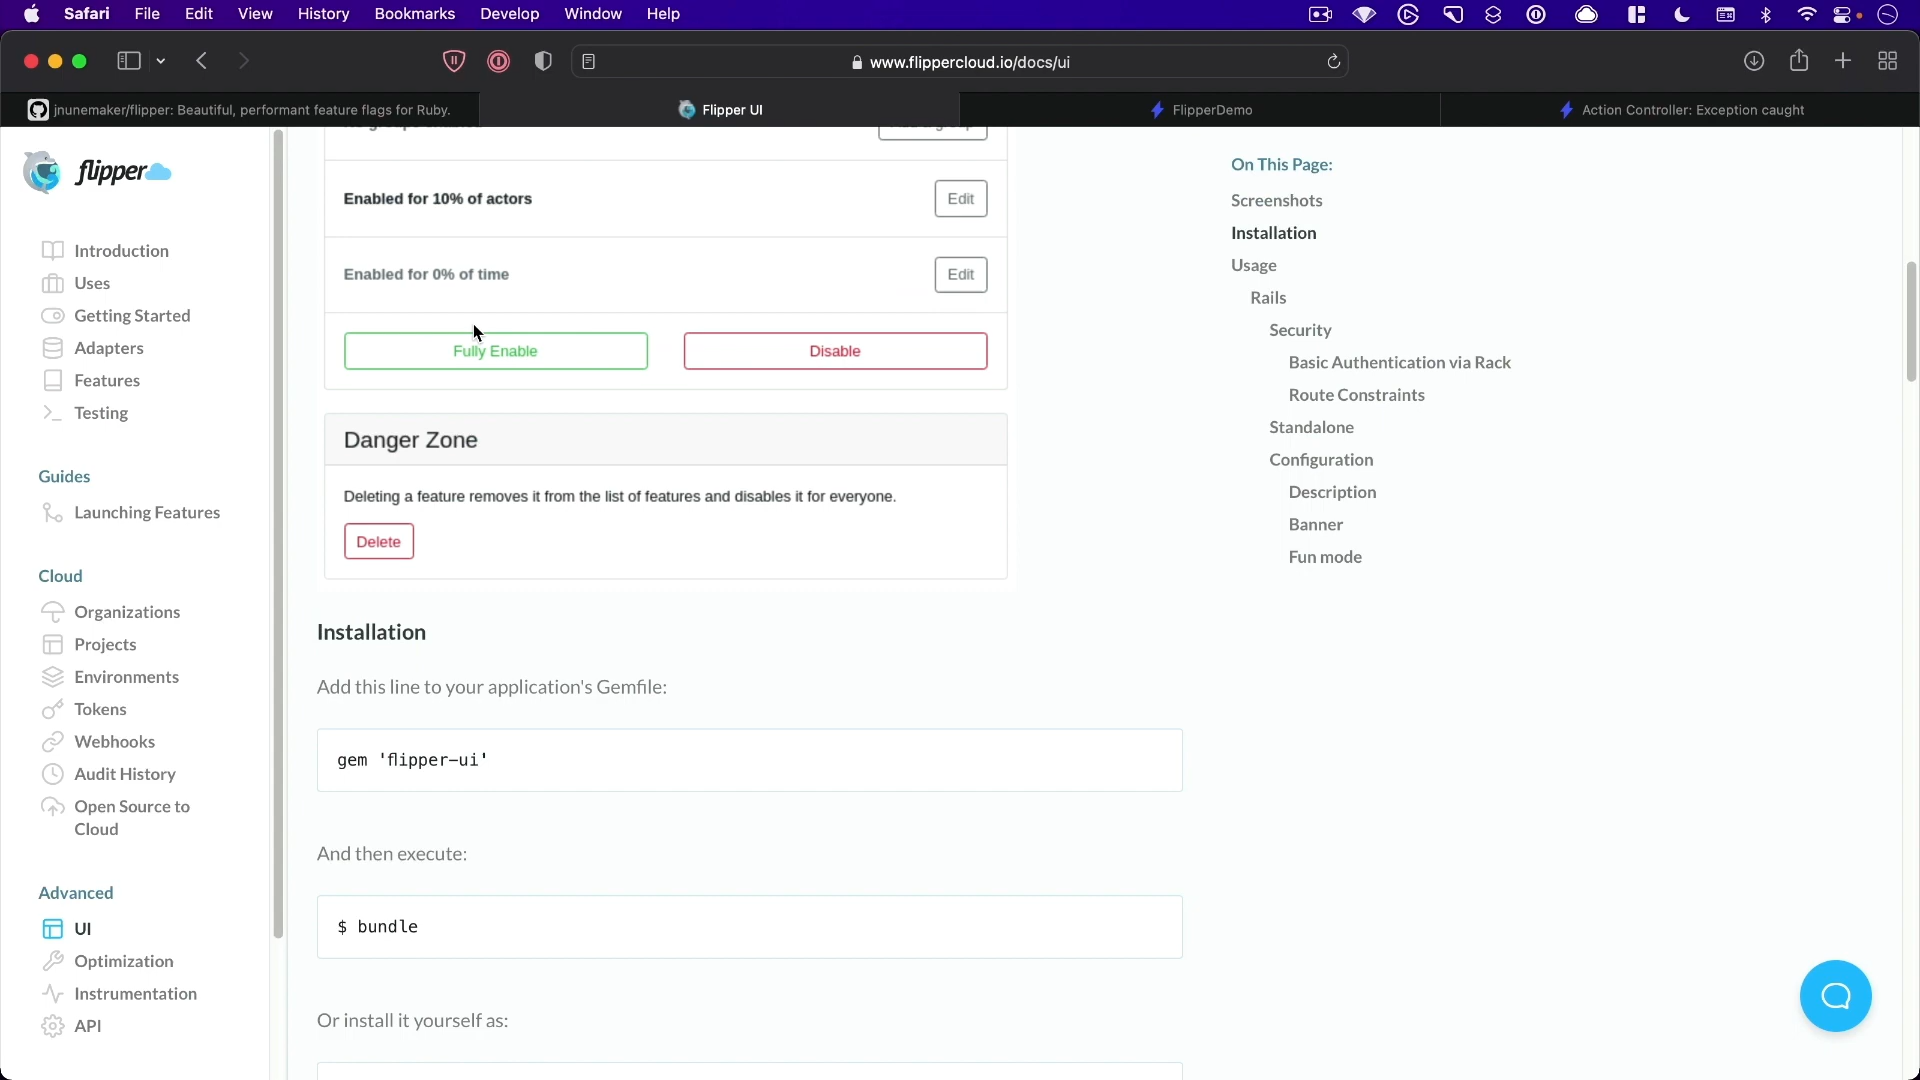 Safari File Edit View History Bookmarks Develop Window Help
www.flippercloud.io/docs/ui
jnunemaker/flipper: Beautiful, performant feature flags for Ruby.
Flipper UI
FlipperDemo
Action Controller: Exception caught
flipper
Introduction
Uses
Getting Started
Adapters
Features
Testing
Guides
Launching Features
Cloud
Organizations
Projects
Environments
Tokens
Webhooks
Audit History
Open Source to
Cloud
Advanced
UI
Optimization
Instrumentation
API
Enabled for 10% of actors
Edit
Enabled for 0% of time
Edit
Fully Enable
Disable
Danger Zone
Deleting a feature removes it from the list of features and disables it for everyone.
Delete
Installation
Add this line to your application's Gemfile:
gem 'flipper-ui'
And then execute:
$ bundle
Or install it yourself as:
On This Page:
Screenshots
Installation
Usage
Rails
Security
Basic Authentication via Rack
Route Constraints
Standalone
Configuration
Description
Banner
Fun mode